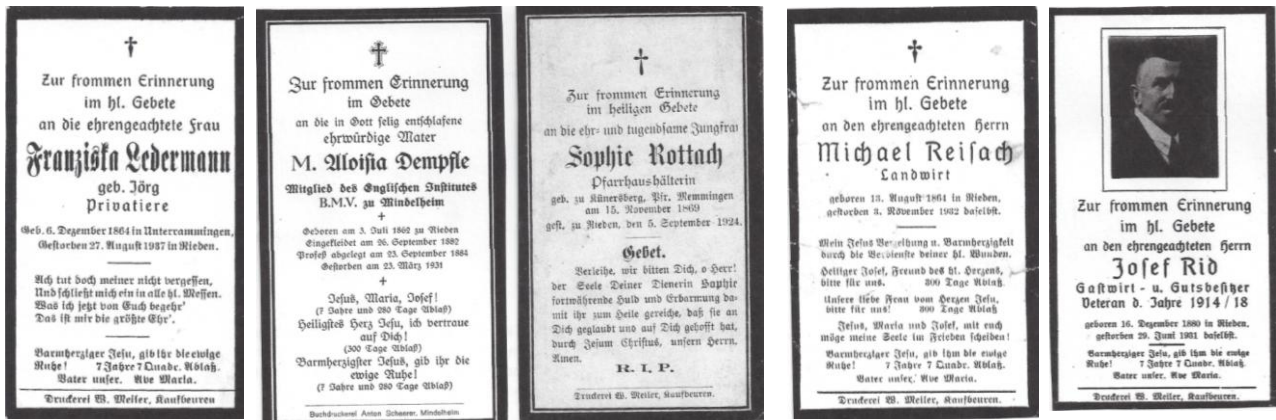 Zur frommen Erinnerung
im hl. Gebete
an die ehrengeachtete Frau
Franziska Ledermann
geb. Jörg
Privatiere
Geb. 6. Dezember 1864 in Unterrammingen,
Gestorben 27. August 1937 in Rieden.
Ach tut doch meiner nicht vergessen,
Und schließt mich ein in alle hl. Messen.
Was ich jetzt von Euch begehr'
Das ist mir die größte Ehr'.
Barmherziger Jesu, gib ihr die ewige
Ruhe! 7 Jahre 7 Quadr. Ablaß.
Vater unser. Ave Maria.
Druckerei W. Meiler, Kaufbeuren
Zur frommen Erinnerung
im Gebete
an die in Gott selig entschlafene
ehrwürdige Mater
M. Aloisia Dempfle
Mitglied des Englischen Institutes
B.M.V. zu Mindelheim
Geboren am 3. Juli 1862 zu Rieden
Eingekleidet am 26. September 1882
Profeß abgelegt am 23. September 1884
Gestorben am 23. März 1931
Jesus, Maria, Josef!
(7 Jahre und 280 Tage Ablaß)
Heiligstes Herz Jesu, ich vertraue
auf Dich!
(300 Tage Ablaß)
Barmherzigster Jesus, gib ihr die
ewige Ruhe!
(7 Jahre und 280 Tage Ablaß)
Buchdruckerei Anton Scheerer, Mindelheim
Zur frommen Erinnerung
im heiligen Gebete
an die ehr- und tugendsame Jungfrau
Sophie Rottach
Pfarrhaushälterin
geb. zu Künersberg, Pfr. Memmingen
am 15. November 1869
gest. zu Rieden, den 5. September 1924.
Gebet.
Verleihe, wir bitten Dich, o Herr!
der Seele Deiner Dienerin Sophie
fortwährende Huld und Erbarmung da-
mit ihr zum Heile gereiche, daß sie an
Dich geglaubt und auf Dich gehofft hat,
durch Jesum Christus, unsern Herrn.
Amen.
R. I. P.
Druckerei W. Meiler, Kaufbeuren.
Zur frommen Erinnerung
im hl. Gebete
an den ehrengeachteten Herrn
Michael Reisach
Landwirt
geboren 13. August 1864 in Rieden,
gestorben 3. November 1932 daselbst.
Mein Jesus Verzeihung u. Barmherzigkeit
durch die Verdienste deiner hl. Wunden.
Heiliger Josef, Freund des hl. Herzens,
bitte für uns! 300 Tage Ablaß
Unsere liebe Frau vom Herzen Jesu,
bitte für uns! 300 Tage Ablaß
Jesus, Maria und Josef, mit euch
möge meine Seele im Frieden scheiden!
Barmherziger Jesu, gib ihm die ewige
Ruhe! 7 Jahre 7 Quadr. Ablaß.
Vater unser. Ave Maria.
Druckerei W. Meiler, Kaufbeuren.
Zur frommen Erinnerung
im hl. Gebete
an den ehrengeachteten Herrn
Josef Rid
Gastwirt- u. Gutsbesitzer
Veteran d. Jahre 1914/18
geboren 16. Dezember 1880 in Rieden,
gestorben 29. Juni 1931 daselbst.
Barmherziger Jesu, gib ihm die ewige
Ruhe! 7 Jahre 7 Quadr. Ablaß.
Vater unser. Ave Maria.
Druckerei W. Meiler, Kaufbeuren.